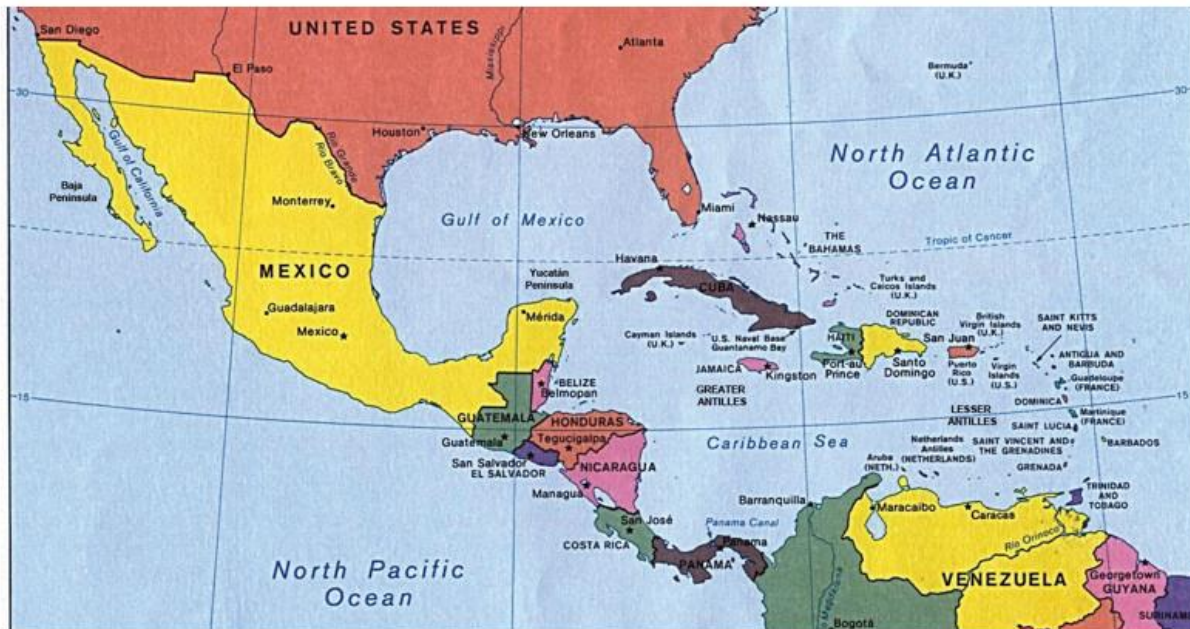 San Diego
UNITED STATES
Mississippi
Atlanta
El Paso
Bermuda
(U.K.)
30
30
Houston
New Orleans
Rio Grande
Rio Bravo
Gulf of California
Baja
Peninsula
Monterrey
Gulf of Mexico
Miami
Nassau
North Atlantic
Ocean
THE
BAHAMAS
Tropic of Cancer
MEXICO
Yucatán
Peninsula
Havana
CUBA
Turks and
Caicos Islands
(U.K.)
Guadalajara
Mexico
Mérida
Cayman Islands
(U.K.)
U.S. Naval Base
Guantanamo Bay
HAITI
DOMINICAN
REPUBLIC
San Juan
British
Virgin Islands
(U.K.)
SAINT KITTS
AND NEVIS
JAMAICA
Kingston
Port-au
Prince
Santo
Domingo
Puerto
Rico
(U.S.)
Virgin
Islands
(U.S.)
ANTIGUA AND
BARBUDA
Guadeloupe
(FRANCE)
BELIZE
Belmopan
GREATER
ANTILLES
DOMINICA
15
15
GUATEMALA
Guatemala
HONDURAS
Tegucigalpa
LESSER
ANTILLES
Martinique
(FRANCE)
SAINT LUCIA
Caribbean Sea
San Salvador
EL SALVADOR
NICARAGUA
Managua
Aruba
(NETH.)
Netherlands
Antilles
(NETHERLANDS)
SAINT VINCENT AND
THE GRENADINES
BARBADOS
GRENADA
TRINIDAD
AND
TOBAGO
Barranquilla
Maracaibo
Caracas
San José
COSTA RICA
Panama Canal
Panama
PANAMA
Rio Orinoco
North Pacific
Ocean
Rio Magdalena
VENEZUELA
Georgetown
GUYANA
Bogotá
SURINAM